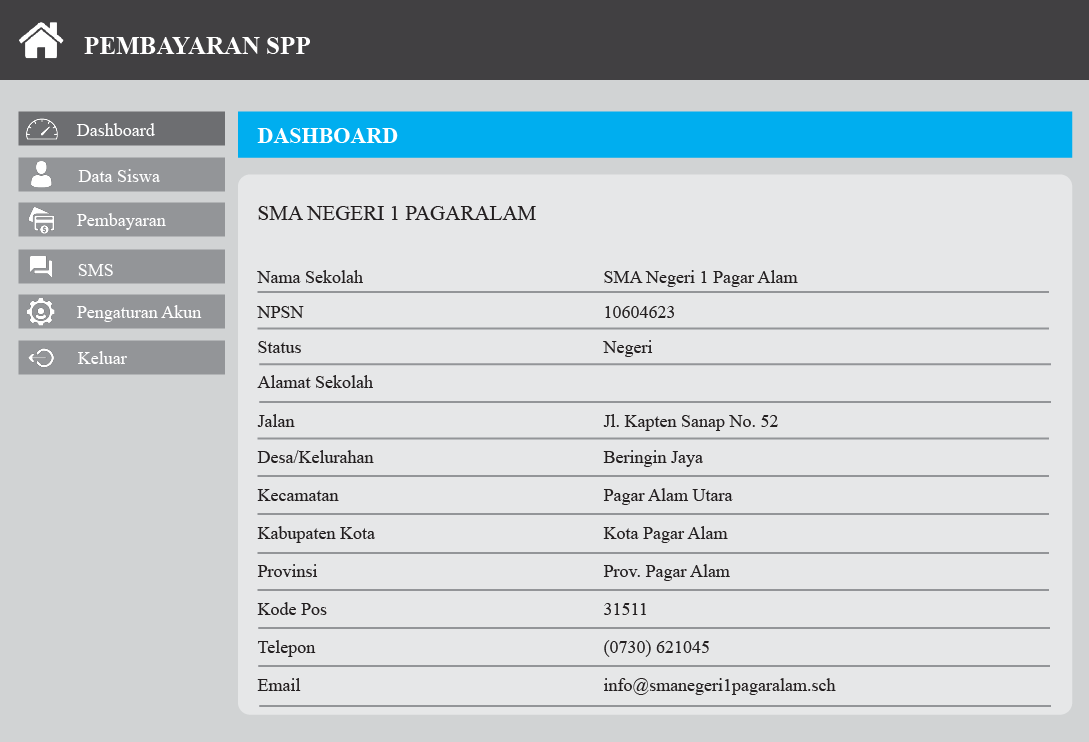 PEMBAYARAN SPP
Dashboard
Data Siswa
Pembayaran
SMS
Pengaturan Akun
Keluar
DASHBOARD
SMA NEGERI 1 PAGARALAM
Nama Sekolah SMA Negeri 1 Pagar Alam
NPSN 10604623
Status Negeri
Alamat Sekolah
Jalan Jl. Kapten Sanap No. 52
Desa/Kelurahan Beringin Jaya
Kecamatan Pagar Alam Utara
Kabupaten Kota Kota Pagar Alam
Provinsi Prov. Pagar Alam
Kode Pos 31511
Telepon (0730) 621045
Email info@smanegeri1pagaralam.sch